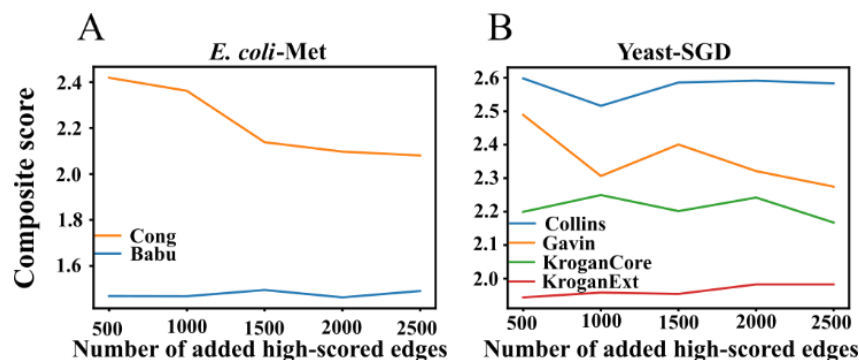 A
E. coli-Met
Composite score
2.4
2.2
2.0
1.8
1.6
Cong
Babu
500 1000 1500 2000 2500
Number of added high-scored edges
B
Yeast-SGD
2.6
2.5
2.4
2.3
2.2
2.1
2.0
Collins
Gavin
KroganCore
KroganExt
500 1000 1500 2000 2500
Number of added high-scored edges